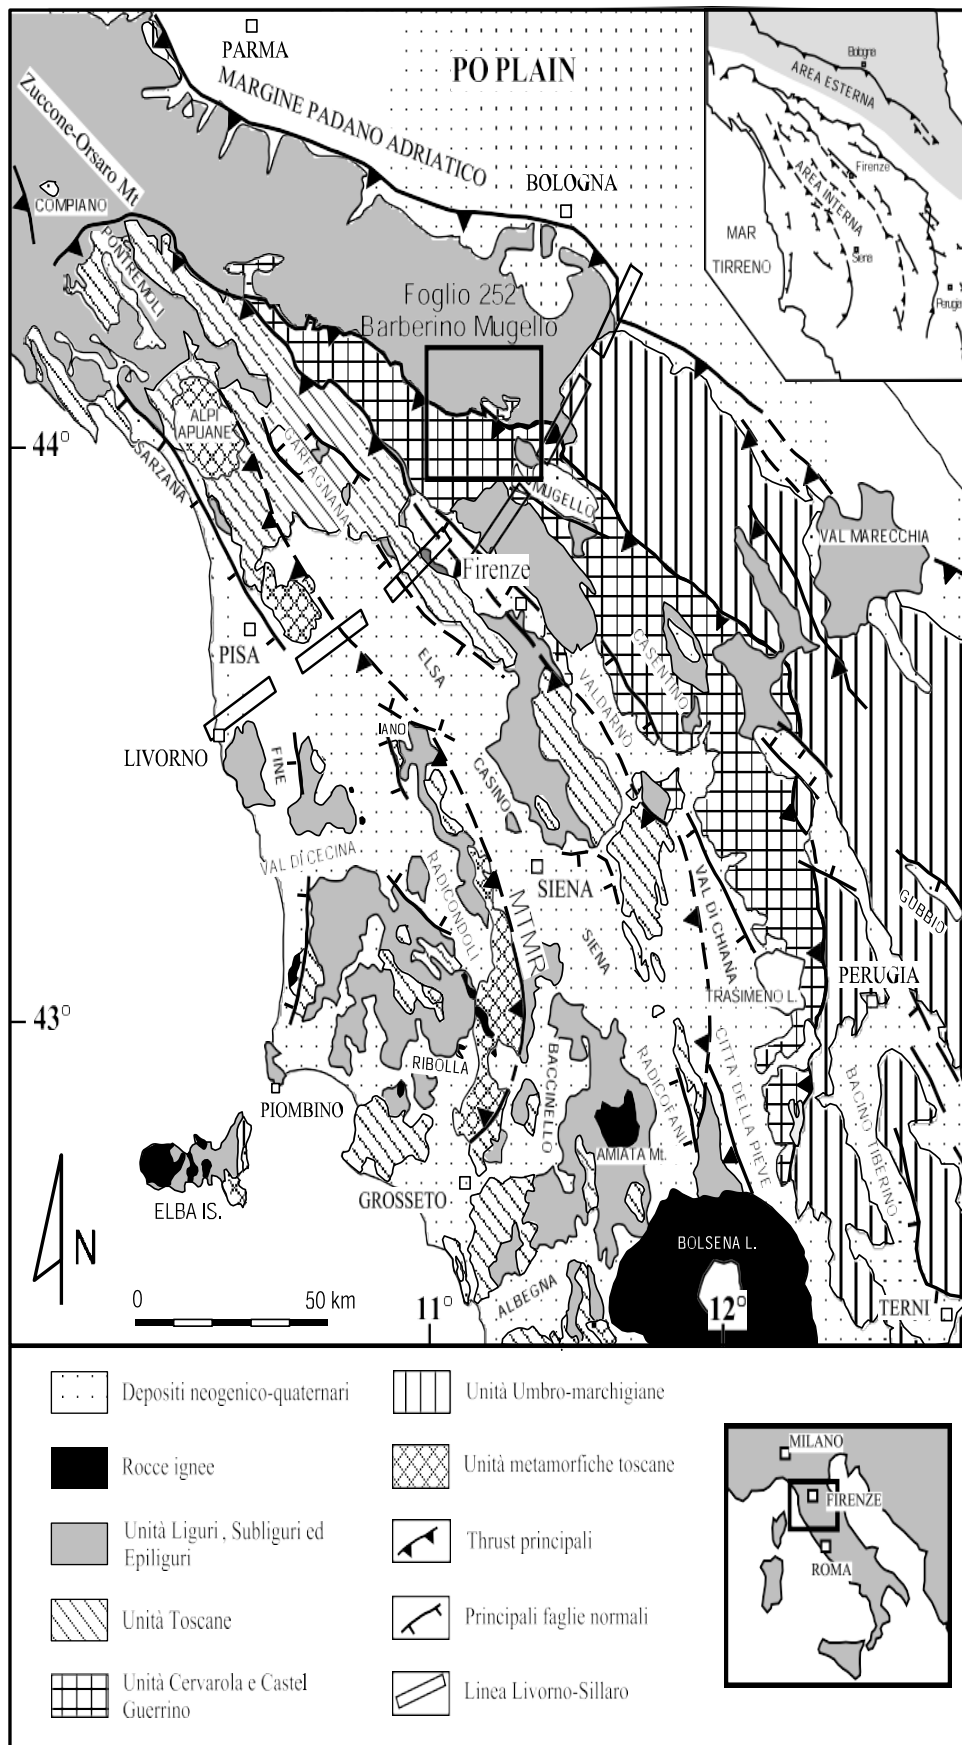 PARMA
PO PLAIN
MARGINE PADANO ADRIATICO
Zuccone-Orsaro Mt
BOLOGNA
COMPIANO
PONTREMOLI
Foglio 252
Barberino Mugello
Bologna
AREA ESTERNA
Firenze
AREA INTERNA
MAR
TIRRENO
Siena
Perugia
ALPI
APUANE
44°
SARZANA
GARFAGNANA
MUGELLO
VAL MARECCHIA
Firenze
PISA
ELSA
VALDARNO
CASENTINO
LIVORNO
FINE
IANO
CASINO
VAL DI CECINA
RADICONDOLI
SIENA
MTMR
SIENA
VAL DI CHIANA
GUBBIO
PERUGIA
TRASIMENO L.
43°
RIBOLLA
BACCINELLO
RADICOFANI
CITTA DELLA PIEVE
BACINO TIBERINO
PIOMBINO
AMIATA Mt.
GROSSETO
ELBA IS.
N
BOLSENA L.
ALBEGNA
TERNI
0 50 km
11°
12°
Depositi neogenico-quaternari
Rocce ignee
Unità Liguri , Subliguri ed
Epiliguri
Unità Toscane
Unità Cervarola e Castel
Guerrino
Unità Umbro-marchigiane
Unità metamorfiche toscane
Thrust principali
Principali faglie normali
Linea Livorno-Sillaro
MILANO
FIRENZE
ROMA